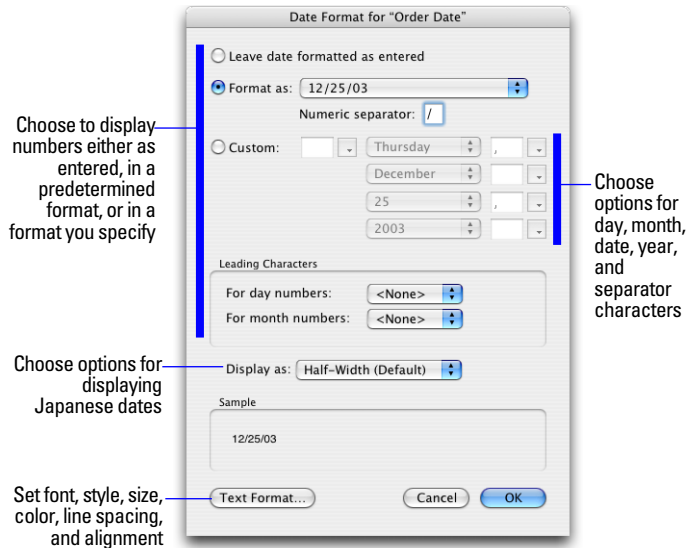 Date Format for “Order Date”
Leave date formatted as entered
Format as: 12/25/03
Numeric separator: /
Choose to display
numbers either as
entered, in a
predetermined
format, or in a
format you specify
Custom: Thursday ,
December
25 ,
2003
Choose
options for
day, month,
date, year,
and
separator
characters
Leading Characters
For day numbers: <None>
For month numbers: <None>
Choose options for
displaying
Japanese dates
Display as: Half-Width (Default)
Sample
12/25/03
Set font, style, size,
color, line spacing,
and alignment
Text Format... Cancel OK